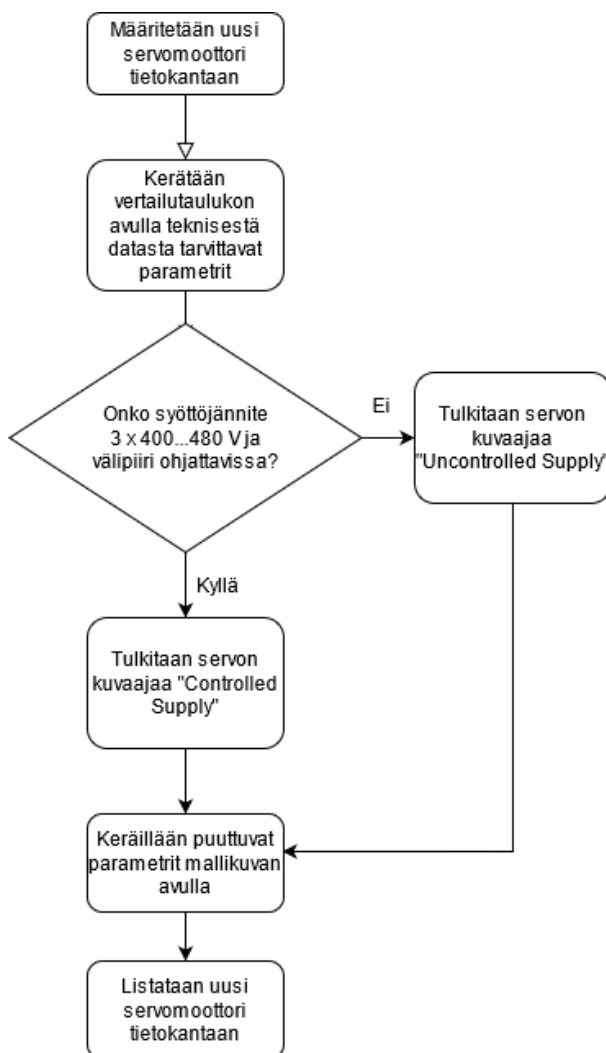 Määritetään uusi
servomoottori
tietokantaan
Kerätään
vertailutaulukon
avulla teknisestä
datasta tarvittavat
parametrit
Onko syöttöjännite
3 x 400...480 V ja
välipiiri ohjattavissa?
Ei
Tulkitaan servon
kuvaajaa
"Uncontrolled Supply"
Kyllä
Tulkitaan servon
kuvaajaa "Controlled
Supply"
Keräillään puuttuvat
parametrit mallikuvan
avulla
Listataan uusi
servomoottori
tietokantaan